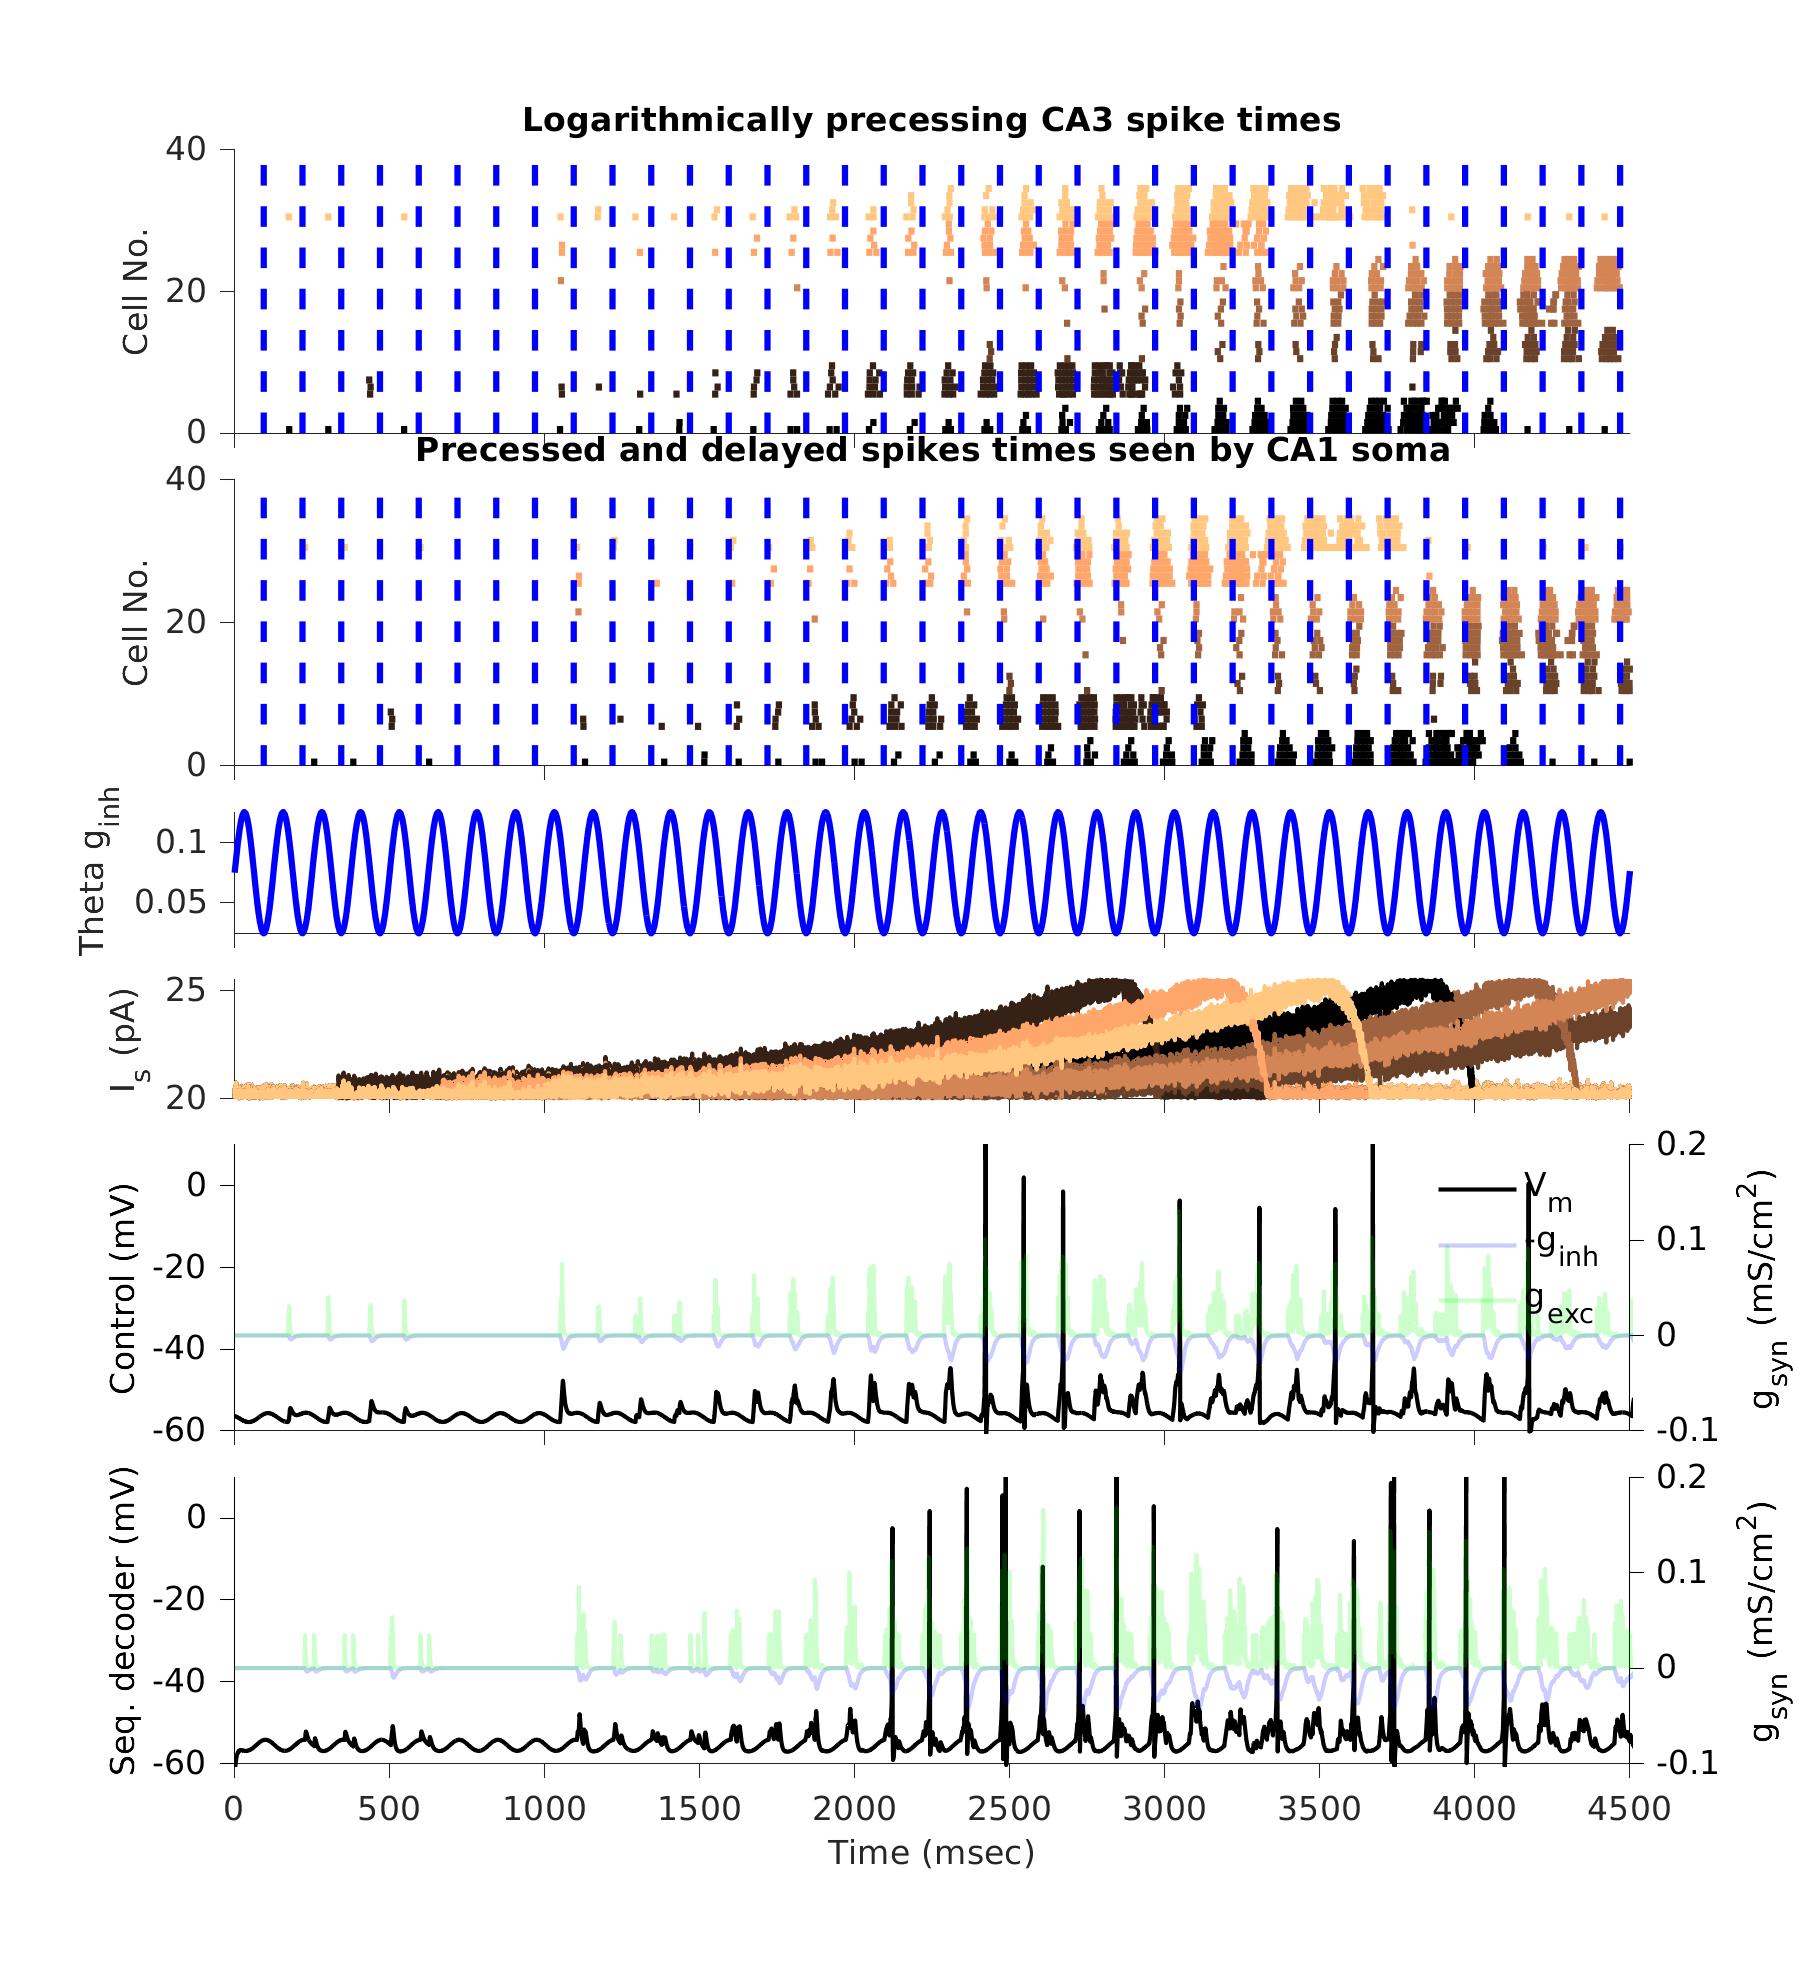 Logarithmically precessing CA3 spike times
40
20
0
Cell No.
Precessed and delayed spikes times seen by CA1 soma
40
20
0
Cell No.
0.1
0.05
Theta g_inh
25
20
I_s (pA)
0
-20
-40
-60
Control (mV)
0.2
0.1
0
-0.1
g_syn (mS/cm^2)
V_m
-g_inh
g_exc
0
-20
-40
-60
Seq. decoder (mV)
0.2
0.1
0
-0.1
g_syn (mS/cm^2)
0 500 1000 1500 2000 2500 3000 3500 4000 4500
Time (msec)